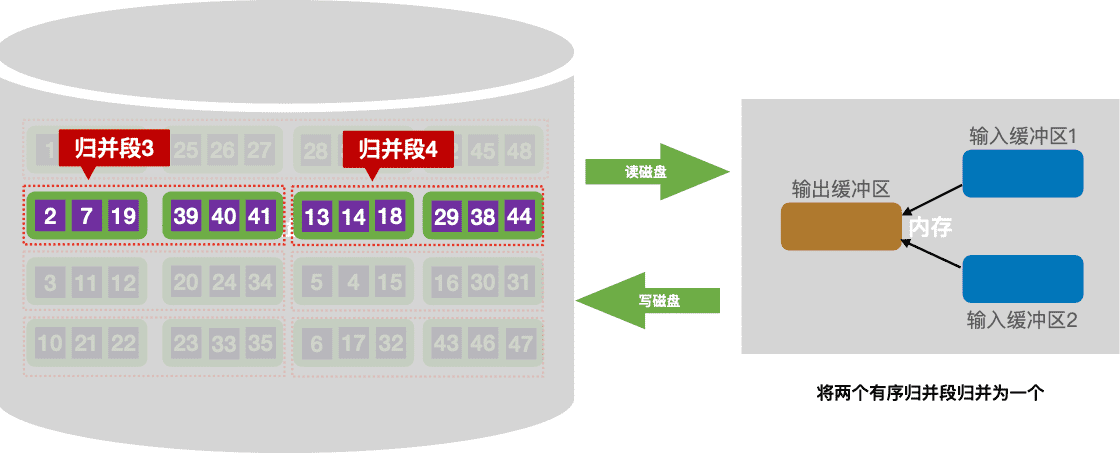 1 25 26 27 28 45 48
归并段3 归并段4
2 7 19 39 40 41 13 14 18 29 38 44
3 11 12 20 24 34 5 4 15 16 30 31
10 21 22 23 33 35 6 17 32 43 46 47
读磁盘
写磁盘
输入缓冲区1
输出缓冲区
内存
输入缓冲区2
将两个有序归并段归并为一个